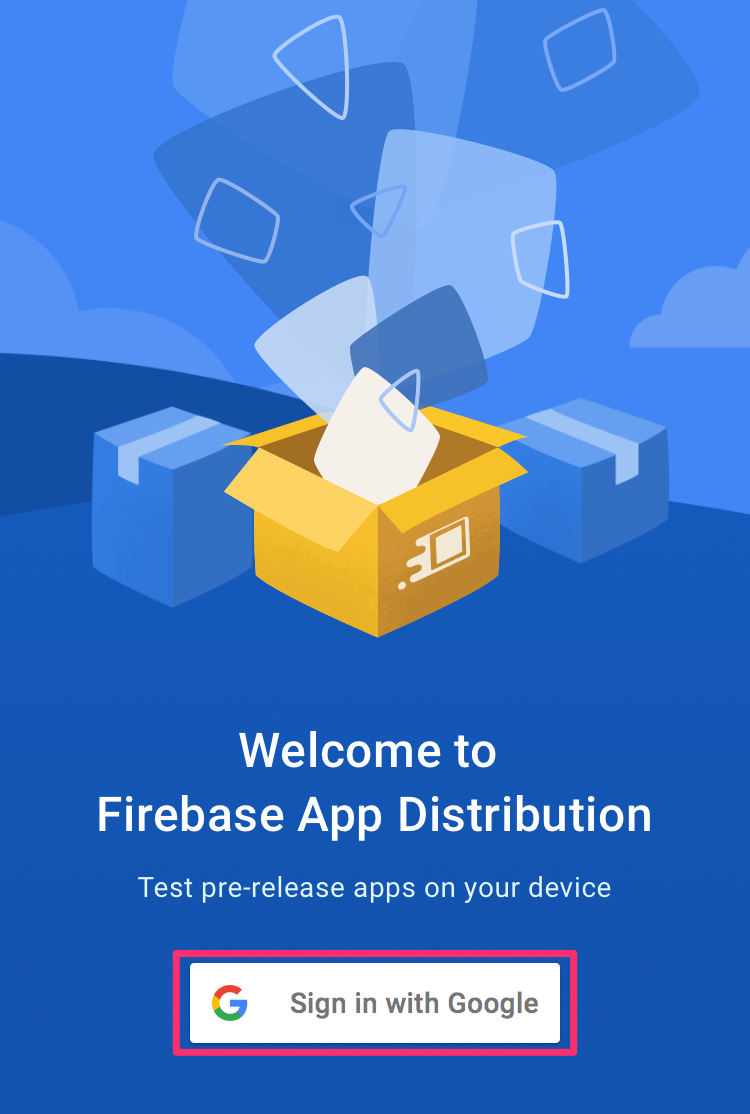 Welcome to
Firebase App Distribution
Test pre-release apps on your device
Sign in with Google